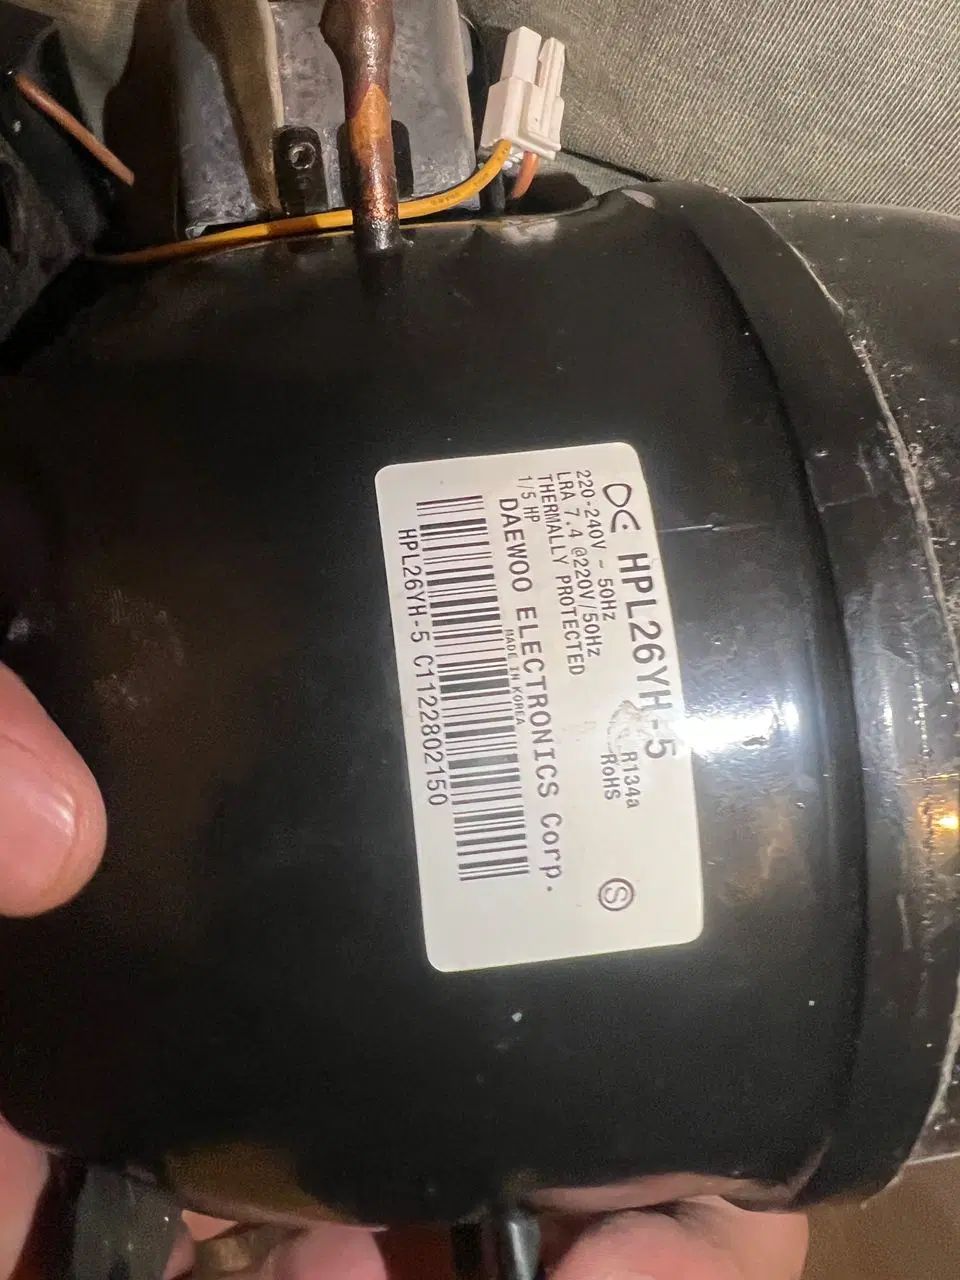 HPL26YH-5
220-240V ~ 50Hz R134a
LRA 7.4 @220V/50Hz RoHS
THERMALLY PROTECTED
1/5 HP
DAEWOO ELECTRONICS Corp.
MADE IN KOREA
HPL26YH-5 C1122802150
S